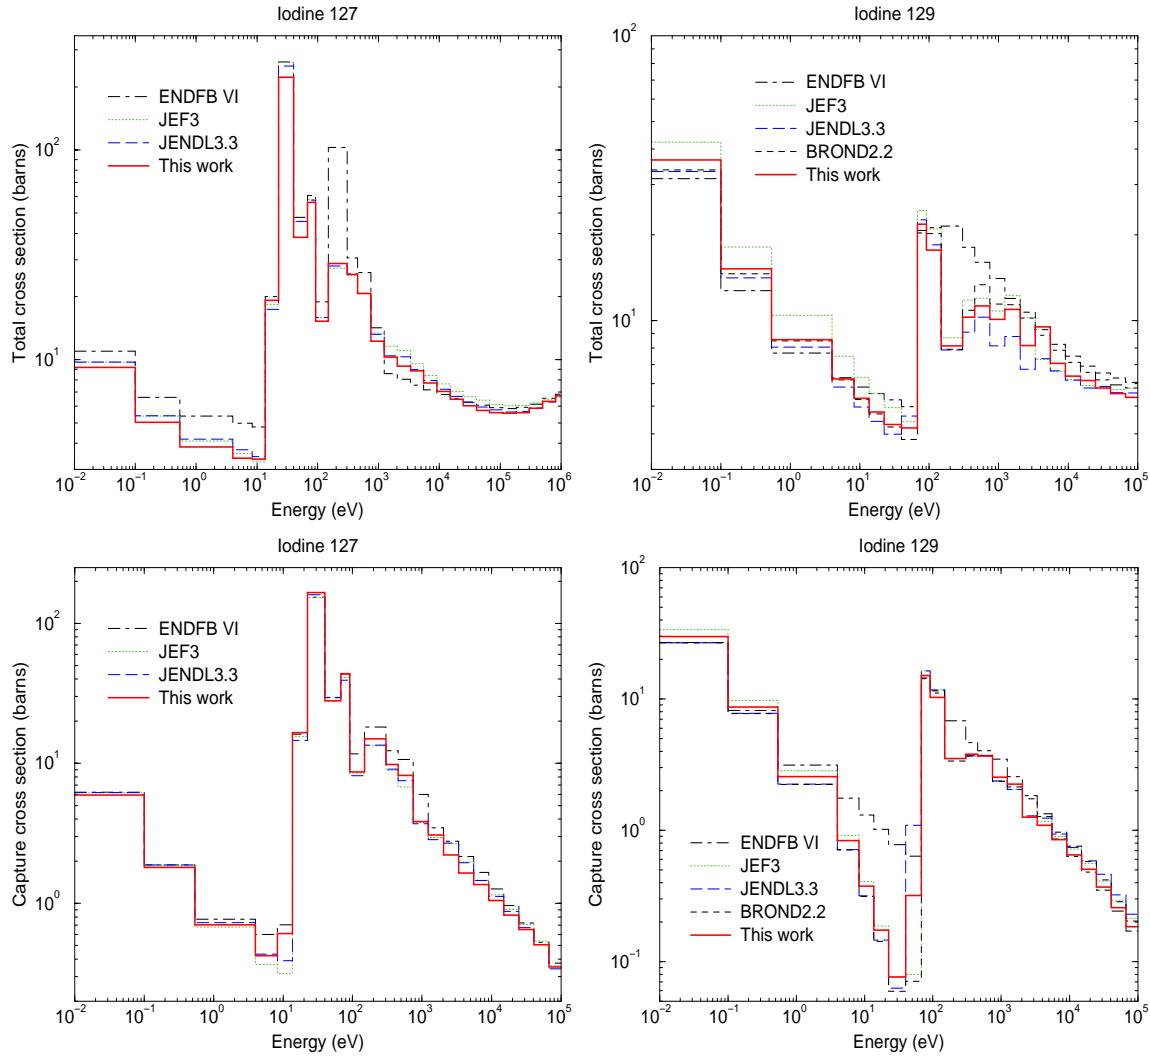 Iodine 127
Total cross section (barns)
10^2
10^1
ENDFB VI
JEF3
JENDL3.3
This work
10^-2 10^-1 10^0 10^1 10^2 10^3 10^4 10^5 10^6
Energy (eV)
Iodine 129
Total cross section (barns)
10^2
10^1
ENDFB VI
JEF3
JENDL3.3
BROND2.2
This work
10^-2 10^-1 10^0 10^1 10^2 10^3 10^4 10^5
Energy (eV)
Iodine 127
Capture cross section (barns)
10^2
10^1
10^0
ENDFB VI
JEF3
JENDL3.3
This work
10^-2 10^-1 10^0 10^1 10^2 10^3 10^4 10^5
Energy (eV)
Iodine 129
Capture cross section (barns)
10^2
10^1
10^0
10^-1
ENDFB VI
JEF3
JENDL3.3
BROND2.2
This work
10^-2 10^-1 10^0 10^1 10^2 10^3 10^4 10^5
Energy (eV)